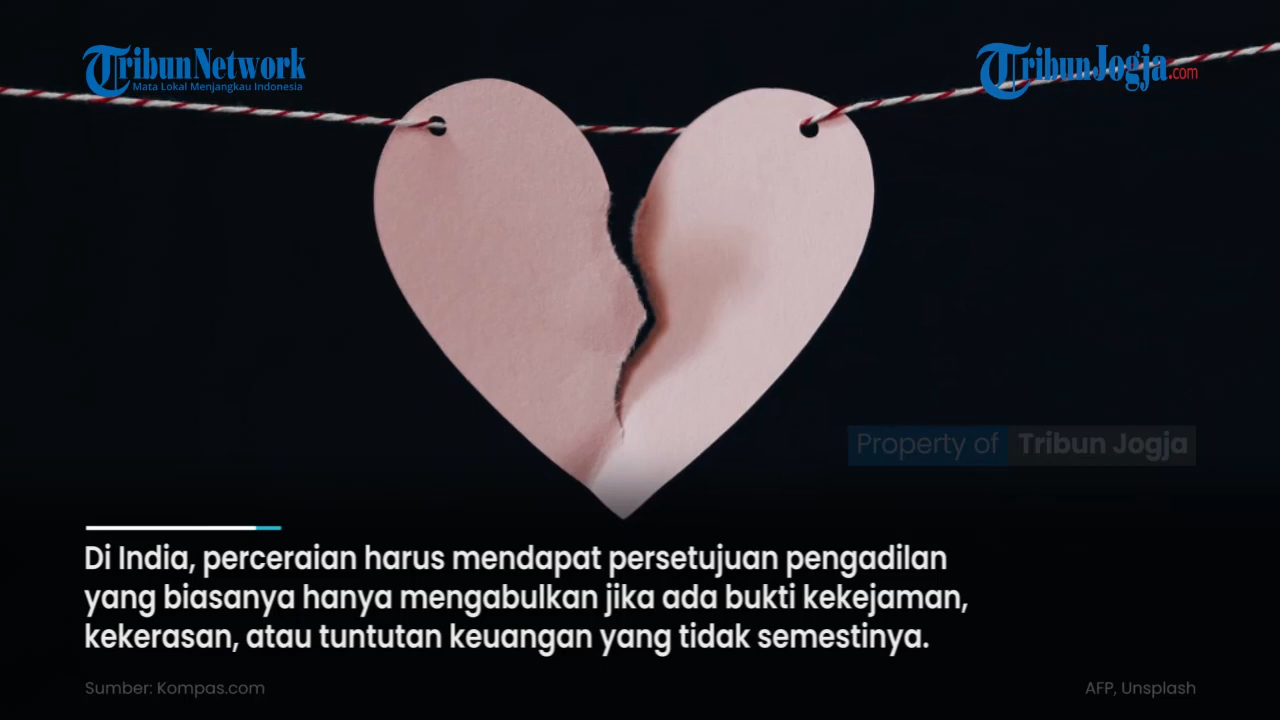 TribunNetwork
Mata Lokal Menjangkau Indonesia
TribunJogja.com
Property of Tribun Jogja
Di India, perceraian harus mendapat persetujuan pengadilan
yang biasanya hanya mengabulkan jika ada bukti kekejaman,
kekerasan, atau tuntutan keuangan yang tidak semestinya.
Sumber: Kompas.com
AFP, Unsplash